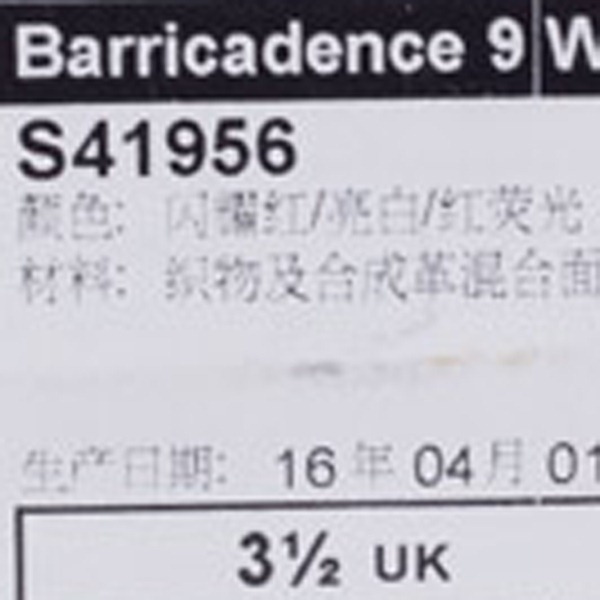 Barricadence 9 W
S41956
颜色: 闪耀红/亮白/红荧光
材料: 织物及合成革混合面
生产日期: 16 年 04 月 01
3½ UK